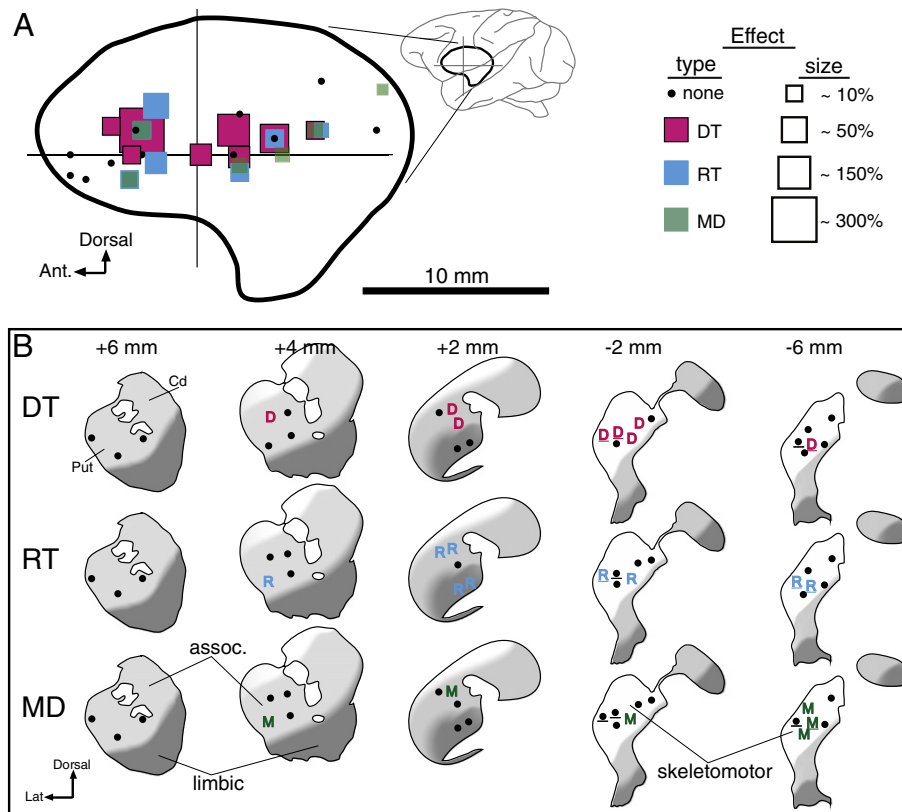 A
Effect
type size
none ~ 10%
DT ~ 50%
RT ~ 150%
MD ~ 300%
Dorsal
Ant.
10 mm
B
+6 mm +4 mm +2 mm -2 mm -6 mm
DT
Cd
Put
D
D
D
D D D D
D
RT
R
R R
R R
R R
R R
MD
assoc.
M
M
M
M
M M
limbic
skeletomotor
Dorsal
Lat